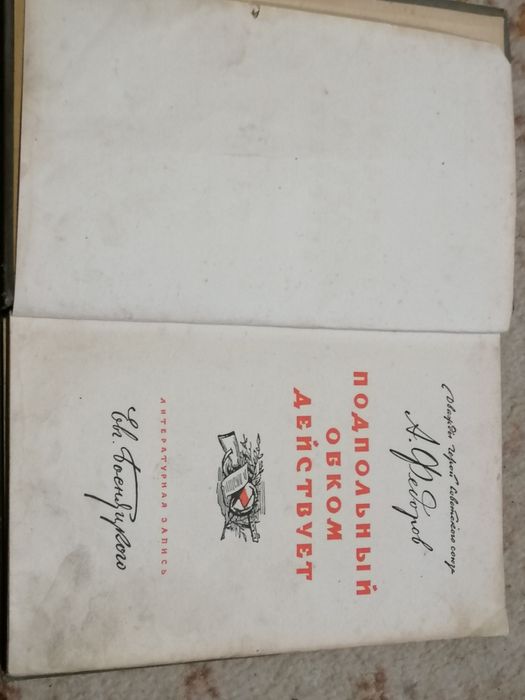 Дважды герой Советского союза
А. Федоров
ПОДПОЛЬНЫЙ
ОБКОМ
ДЕЙСТВУЕТ
ЛИТЕРАТУРНАЯ ЗАПИСЬ
Евг. Босняцкого